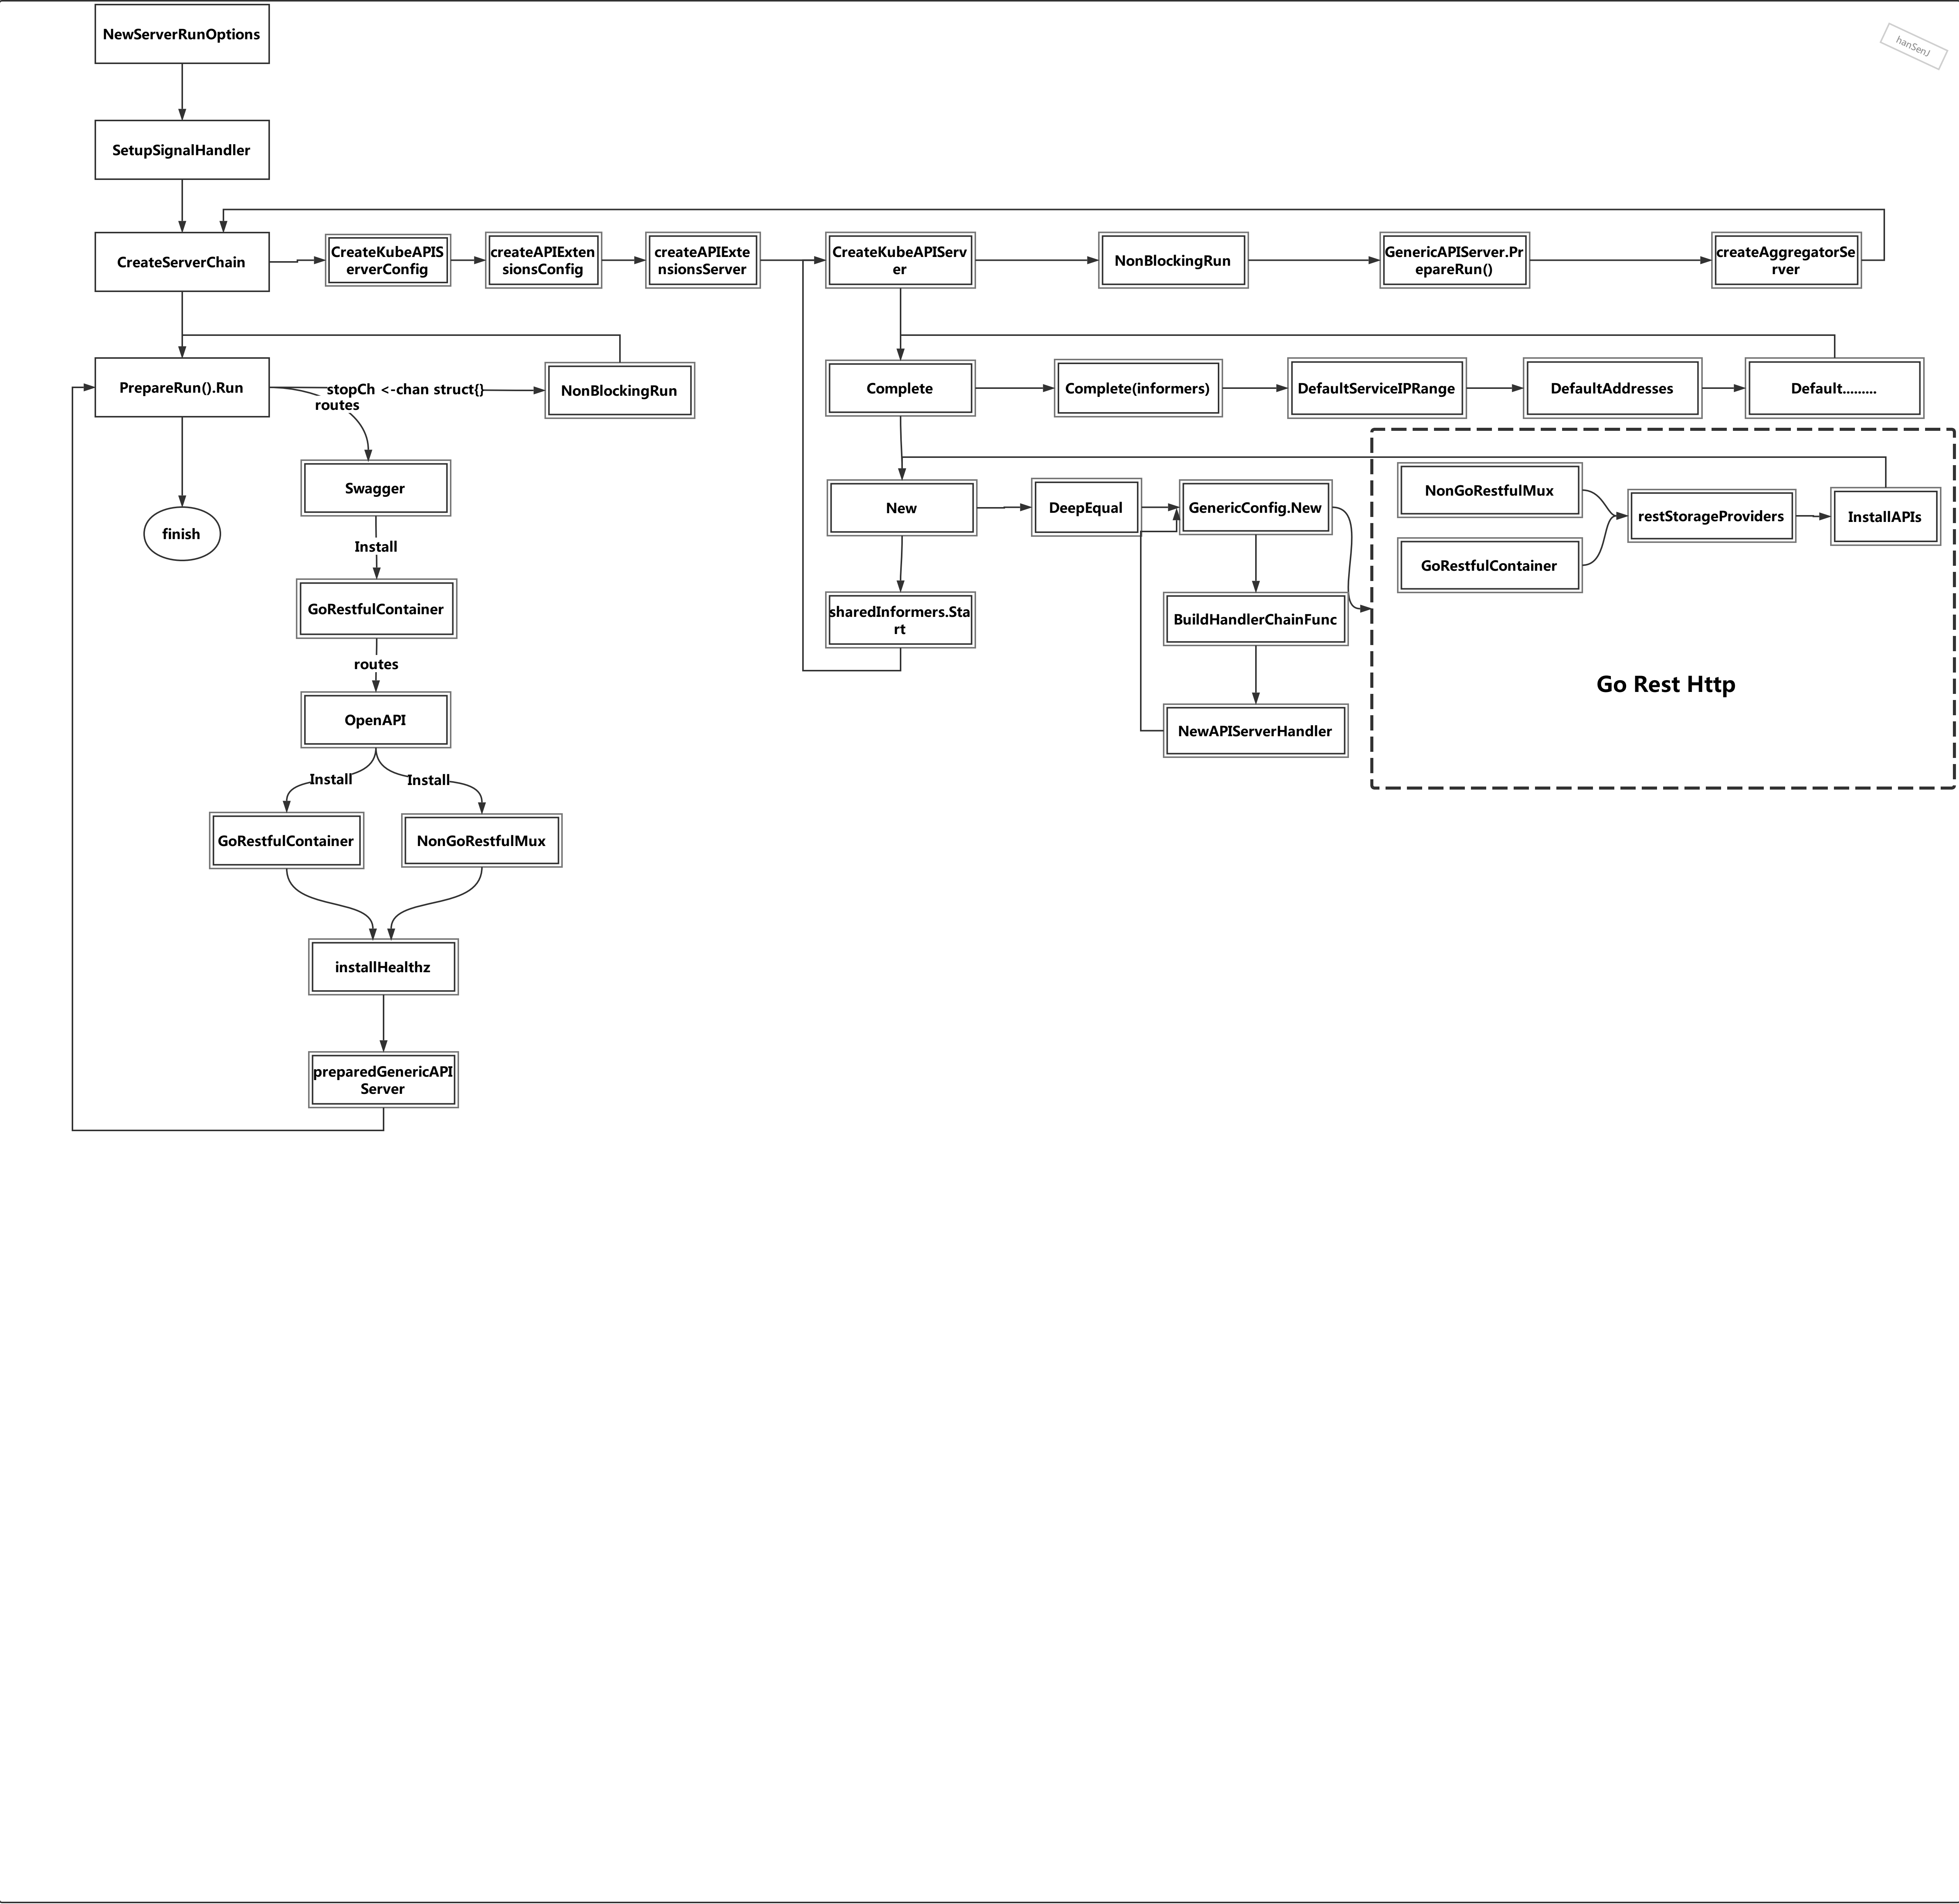 NewServerRunOptions
hanSenJ
SetupSignalHandler
CreateServerChain
CreateKubeAPIS
erverConfig
createAPIExten
sionsConfig
createAPIExte
nsionsServer
CreateKubeAPIServ
er
NonBlockingRun
GenericAPIServer.Pr
epareRun()
createAggregatorSe
rver
PrepareRun().Run
stopCh <-chan struct{}
routes
NonBlockingRun
Complete
Complete(informers)
DefaultServiceIPRange
DefaultAddresses
Default.........
finish
Swagger
Install
GoRestfulContainer
routes
OpenAPI
Install
Install
GoRestfulContainer
NonGoRestfulMux
installHealthz
preparedGenericAPI
Server
New
DeepEqual
GenericConfig.New
sharedInformers.Sta
rt
BuildHandlerChainFunc
NewAPIServerHandler
NonGoRestfulMux
GoRestfulContainer
restStorageProviders
InstallAPIs
Go Rest Http